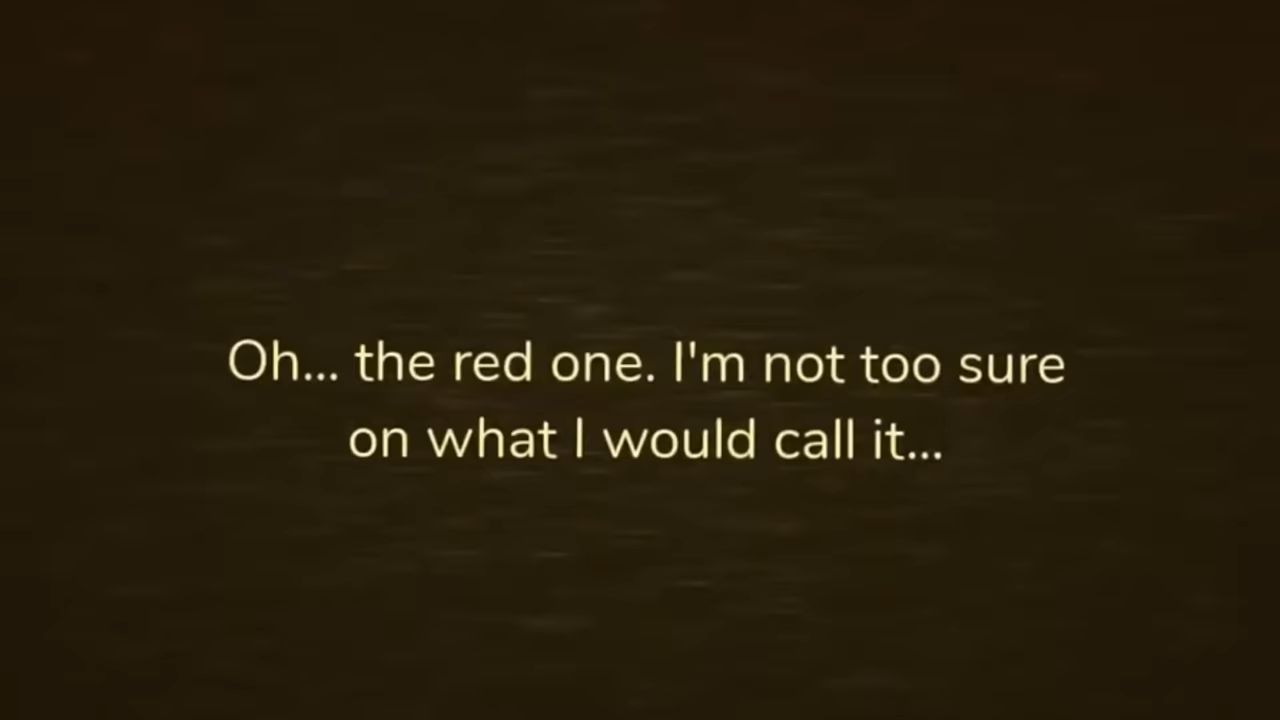 Oh... the red one. I'm not too sure
on what I would call it...